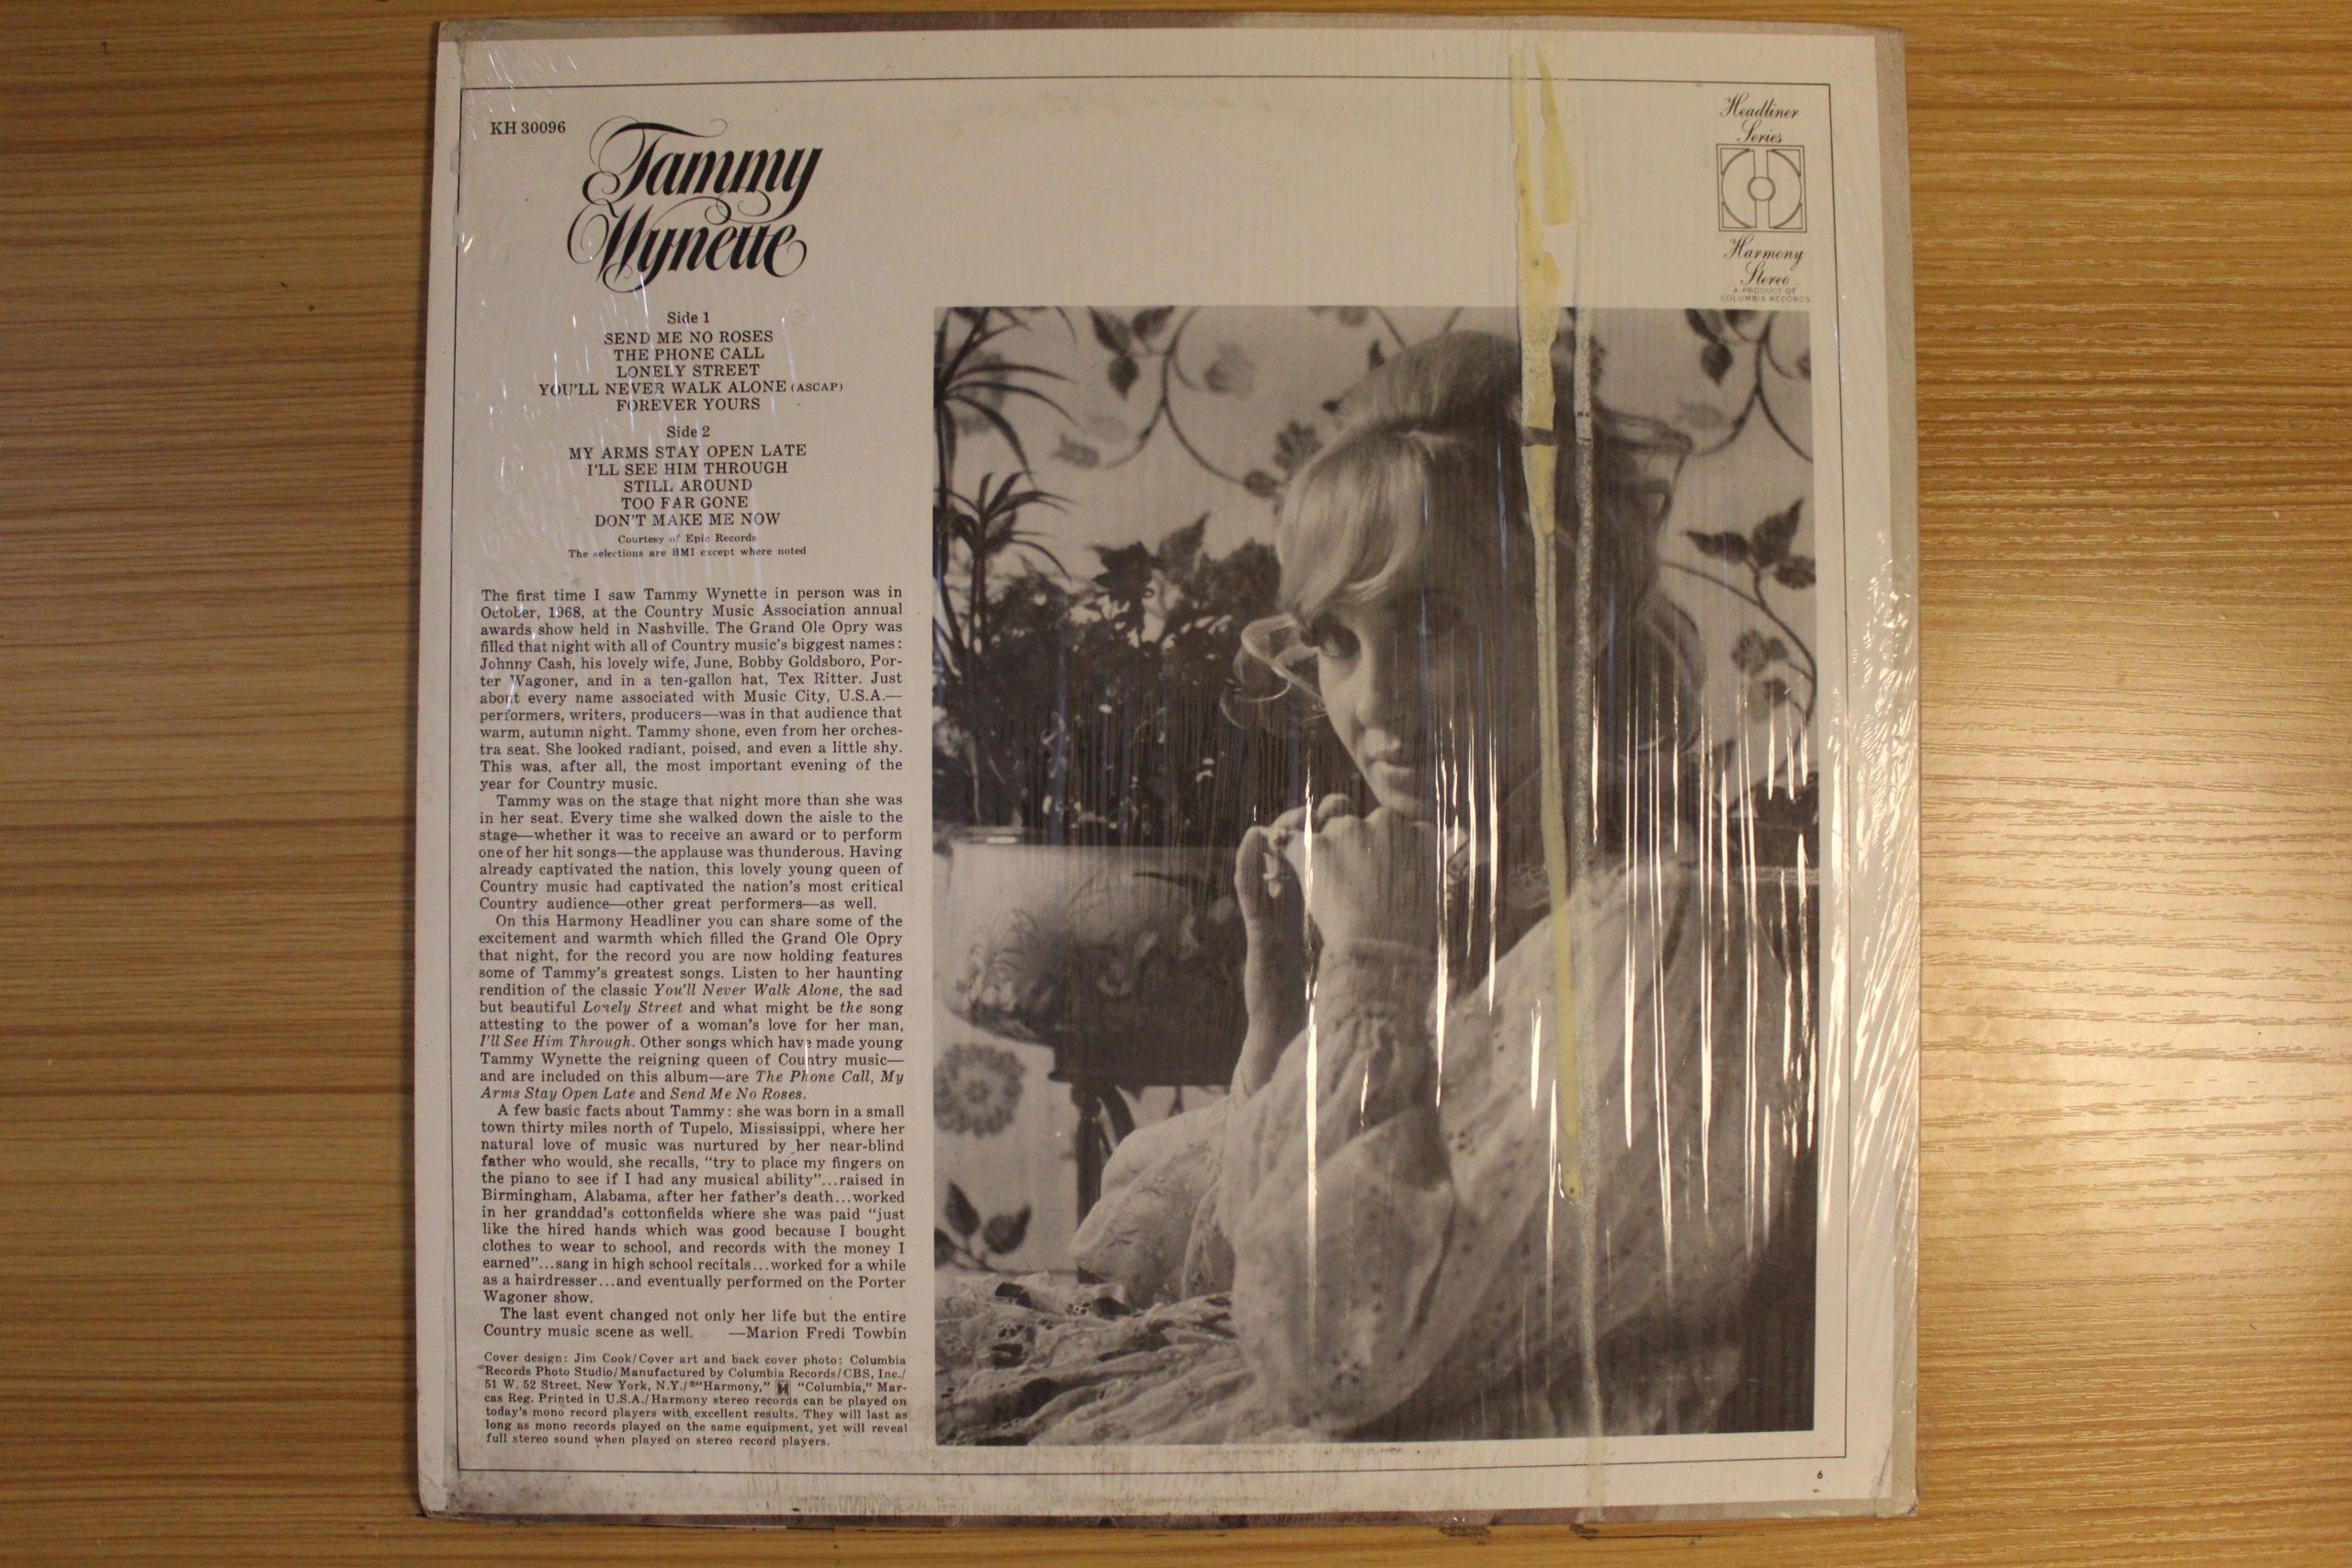 KH 30096
Tammy
Wynette
Headliner
Series
Harmony
Stereo
A PRODUCT OF
COLUMBIA RECORDS
Side 1
SEND ME NO ROSES
THE PHONE CALL
LONELY STREET
YOU'LL NEVER WALK ALONE (ASCAP)
FOREVER YOURS
Side 2
MY ARMS STAY OPEN LATE
I'LL SEE HIM THROUGH
STILL AROUND
TOO FAR GONE
DON'T MAKE ME NOW
Courtesy of Epic Records
The selections are BMI except where noted
The first time I saw Tammy Wynette in person was in
October, 1968, at the Country Music Association annual
awards show held in Nashville. The Grand Ole Opry was
filled that night with all of Country music's biggest names:
Johnny Cash, his lovely wife, June, Bobby Goldsboro, Por-
ter Wagoner, and in a ten-gallon hat, Tex Ritter. Just
about every name associated with Music City, U.S.A.—
performers, writers, producers—was in that audience that
warm, autumn night. Tammy shone, even from her orches-
tra seat. She looked radiant, poised, and even a little shy.
This was, after all, the most important evening of the
year for Country music.
Tammy was on the stage that night more than she was
in her seat. Every time she walked down the aisle to the
stage—whether it was to receive an award or to perform
one of her hit songs—the applause was thunderous. Having
already captivated the nation, this lovely young queen of
Country music had captivated the nation's most critical
Country audience—other great performers—as well.
On this Harmony Headliner you can share some of the
excitement and warmth which filled the Grand Ole Opry
that night, for the record you are now holding features
some of Tammy's greatest songs. Listen to her haunting
rendition of the classic You'll Never Walk Alone, the sad
but beautiful Lonely Street and what might be the song
attesting to the power of a woman's love for her man,
I'll See Him Through. Other songs which have made young
Tammy Wynette the reigning queen of Country music—
and are included on this album—are The Phone Call, My
Arms Stay Open Late and Send Me No Roses.
A few basic facts about Tammy: she was born in a small
town thirty miles north of Tupelo, Mississippi, where her
natural love of music was nurtured by her near-blind
father who would, she recalls, "try to place my fingers on
the piano to see if I had any musical ability"...raised in
Birmingham, Alabama, after her father's death...worked
in her granddad's cottonfields where she was paid "just
like the hired hands which was good because I bought
clothes to wear to school, and records with the money I
earned"...sang in high school recitals...worked for a while
as a hairdresser...and eventually performed on the Porter
Wagoner show.
The last event changed not only her life but the entire
Country music scene as well. —Marion Fredi Towbin
Cover design: Jim Cook/Cover art and back cover photo: Columbia
Records Photo Studio/Manufactured by Columbia Records/CBS, Inc./
51 W. 52 Street, New York, N.Y./®"Harmony," "Columbia," Mar-
cas Reg. Printed in U.S.A./Harmony stereo records can be played on
today's mono record players with excellent results. They will last as
long as mono records played on the same equipment, yet will reveal
full stereo sound when played on stereo record players.
6